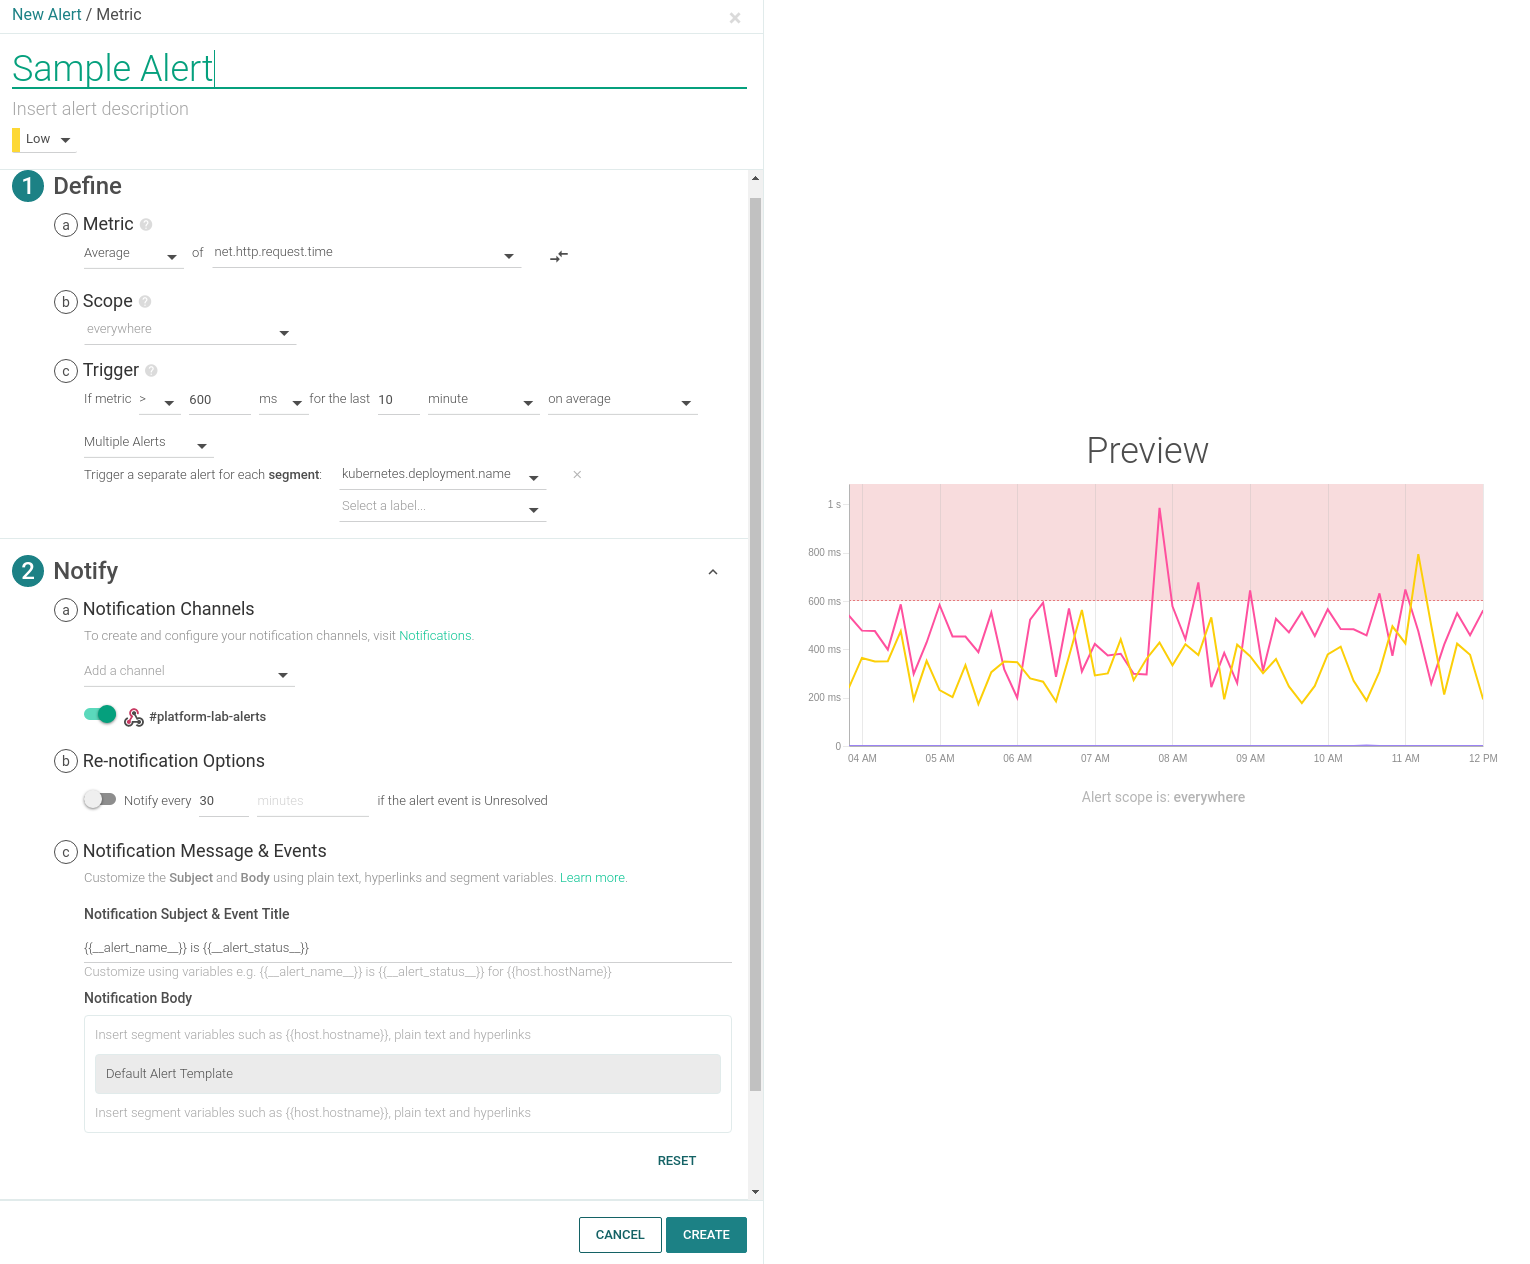 New Alert / Metric ×
Sample Alert
Insert alert description
Low
1 Define
a Metric ?
Average of net.http.request.time
b Scope ?
everywhere
c Trigger ?
If metric > 600 ms for the last 10 minute on average
Multiple Alerts
Trigger a separate alert for each segment: kubernetes.deployment.name ×
Select a label...
2 Notify
a Notification Channels
To create and configure your notification channels, visit Notifications.
Add a channel
#platform-lab-alerts
b Re-notification Options
Notify every 30 minutes if the alert event is Unresolved
c Notification Message & Events
Customize the Subject and Body using plain text, hyperlinks and segment variables. Learn more.
Notification Subject & Event Title
{{__alert_name__}} is {{__alert_status__}}
Customize using variables e.g. {{__alert_name__}} is {{__alert_status__}} for {{host.hostName}}
Notification Body
Insert segment variables such as {{host.hostname}}, plain text and hyperlinks
Default Alert Template
Insert segment variables such as {{host.hostname}}, plain text and hyperlinks
RESET
CANCEL CREATE
Preview
1 s
800 ms
600 ms
400 ms
200 ms
0
04 AM 05 AM 06 AM 07 AM 08 AM 09 AM 10 AM 11 AM 12 PM
Alert scope is: everywhere